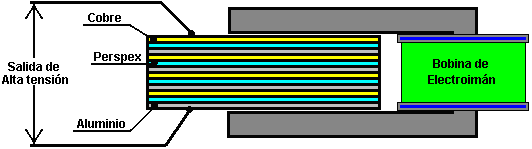 Cobre
Perspex
Salida de
Alta tensión
Aluminio
Bobina de
Electroimán